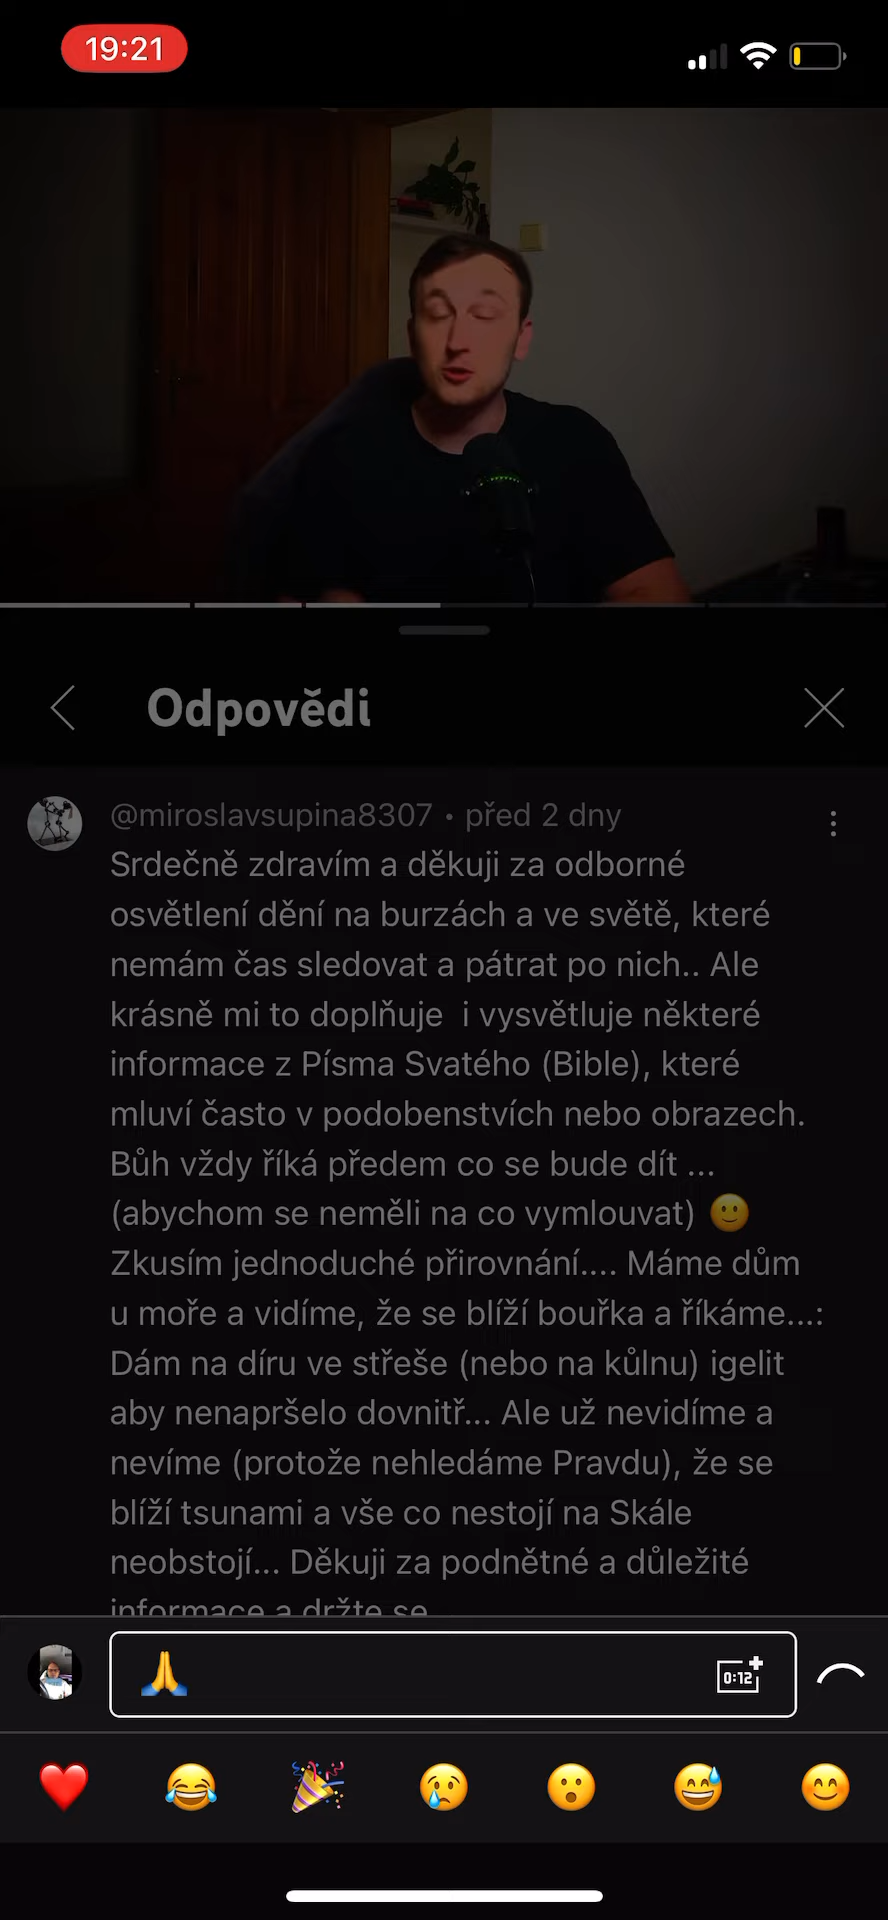 19:21
Odpovědi
@miroslavsupina8307 • před 2 dny
Srdečně zdravím a děkuji za odborné
osvětlení dění na burzách a ve světě, které
nemám čas sledovat a pátrat po nich.. Ale
krásně mi to doplňuje  i vysvětluje některé
informace z Písma Svatého (Bible), které
mluví často v podobenstvích nebo obrazech.
Bůh vždy říká předem co se bude dít ...
(abychom se neměli na co vymlouvat) 🙂
Zkusím jednoduché přirovnání.... Máme dům
u moře a vidíme, že se blíží bouřka a říkáme...:
Dám na díru ve střeše (nebo na kůlnu) igelit
aby nenapršelo dovnitř... Ale už nevidíme a
nevíme (protože nehledáme Pravdu), že se
blíží tsunami a vše co nestojí na Skále
neobstojí... Děkuji za podnětné a důležité
informace a držte se
🙏
0:12